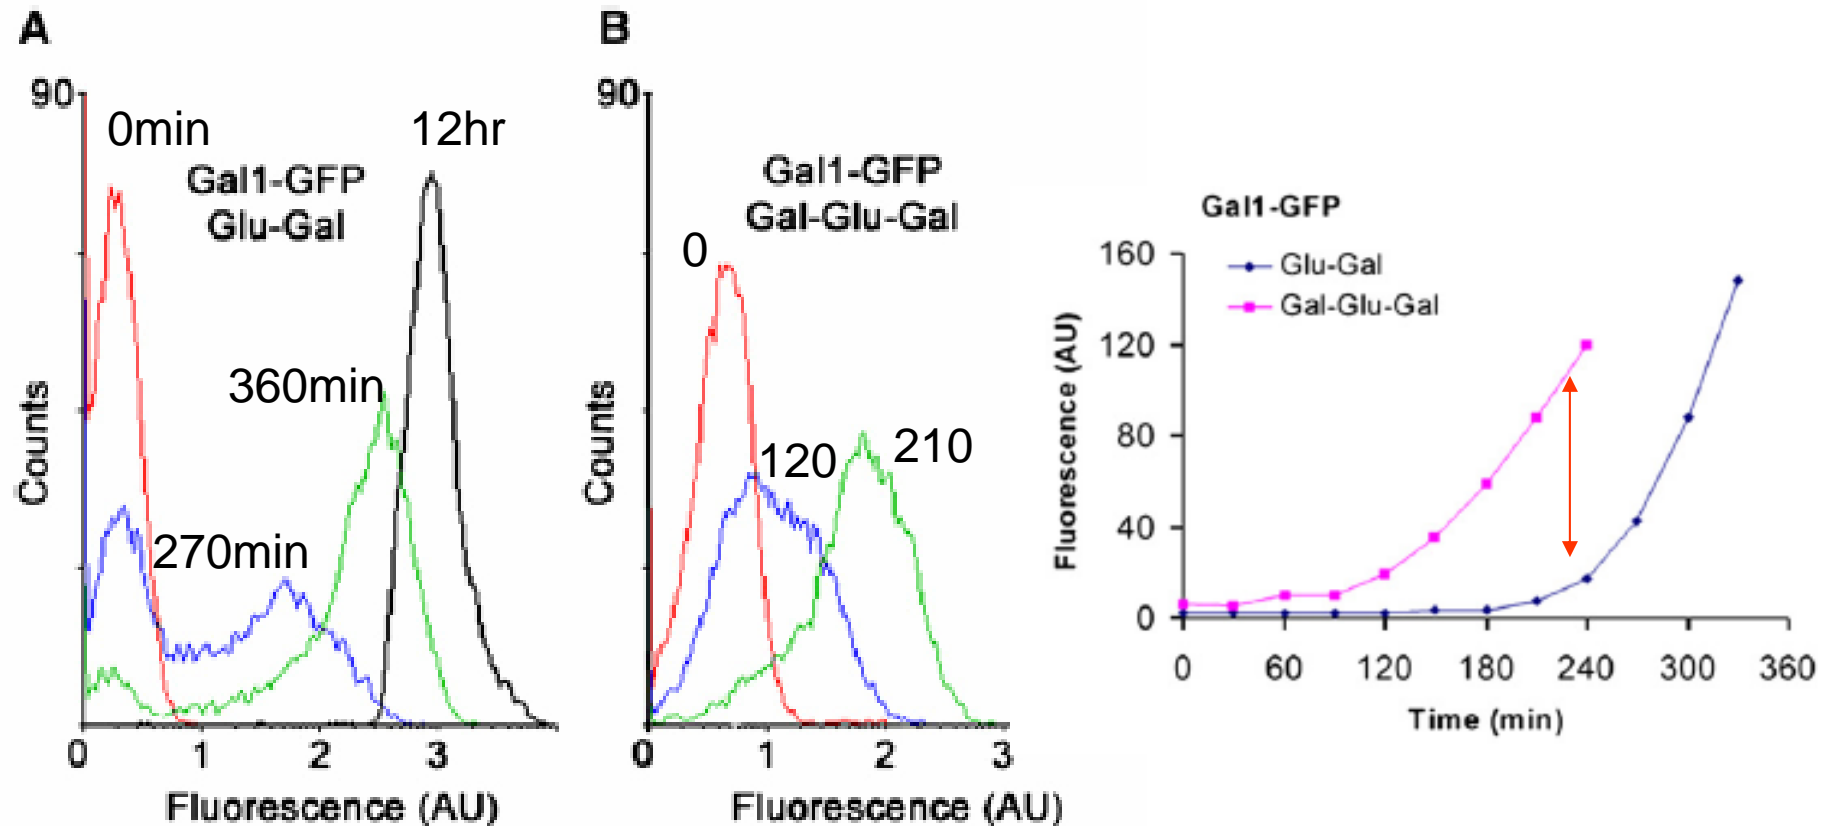 A
90
0min
12hr
Gal1-GFP
Glu-Gal
360min
270min
Counts
0 1 2 3
Fluorescence (AU)
B
90
Gal1-GFP
Gal-Glu-Gal
0
120
210
Counts
0 1 2 3
Fluorescence (AU)
Gal1-GFP
Glu-Gal
Gal-Glu-Gal
160
120
80
40
0
Fluorescence (AU)
0 60 120 180 240 300 360
Time (min)